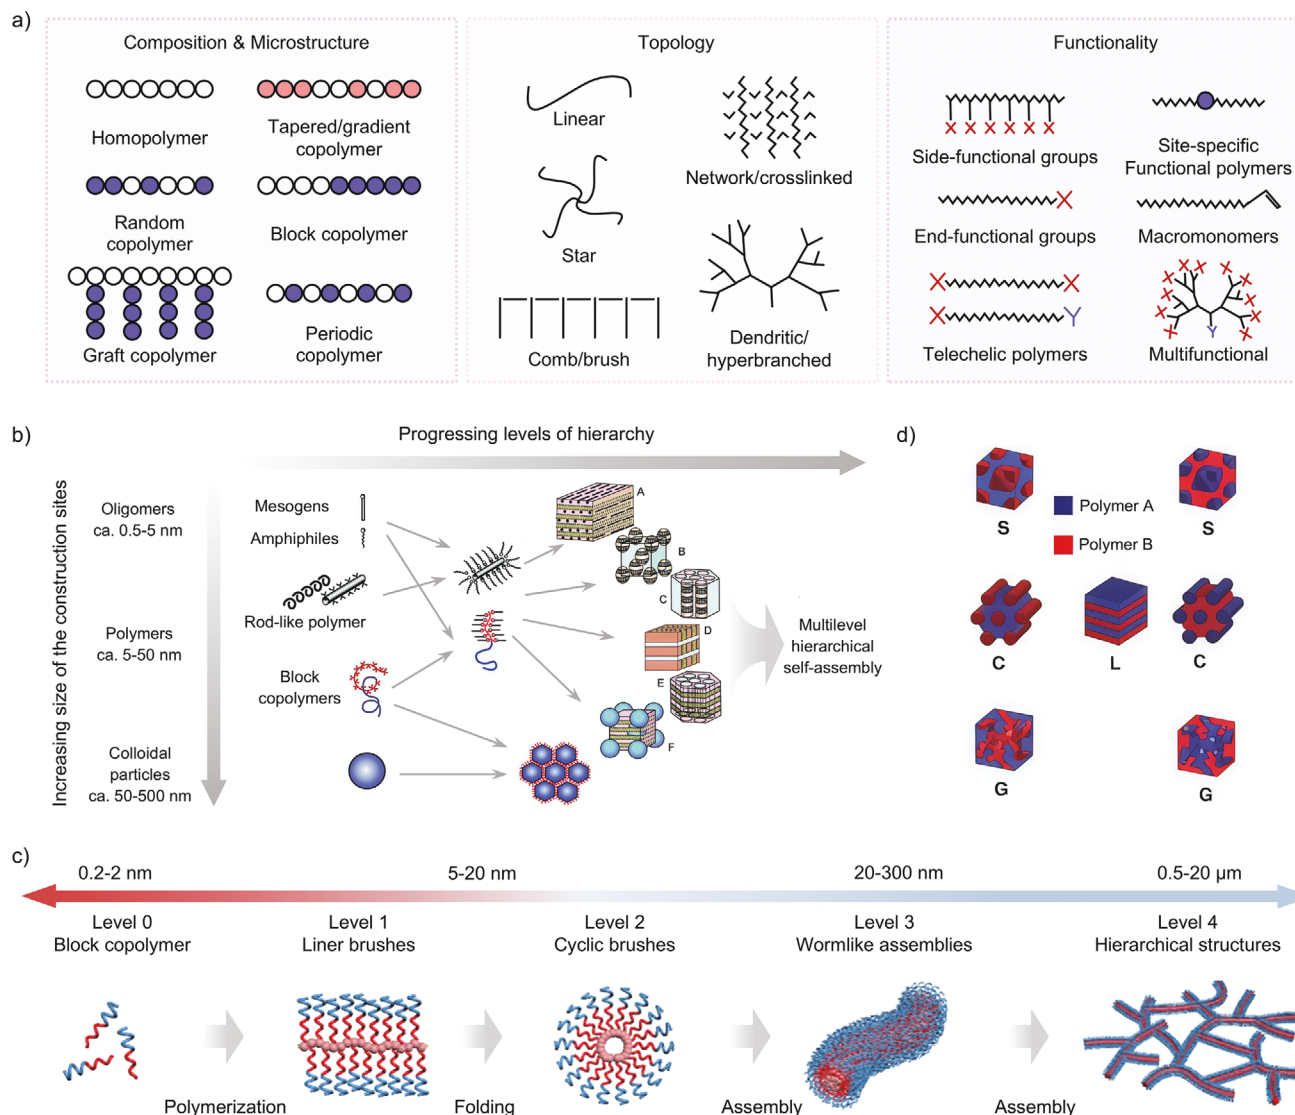 a)
Composition & Microstructure
Homopolymer
Tapered/gradient
copolymer
Random
copolymer
Block copolymer
Graft copolymer
Periodic
copolymer
Topology
Linear
Network/crosslinked
Star
Comb/brush
Dendritic/
hyperbranched
Functionality
X X X X X X
Side-functional groups
Site-specific
Functional polymers
X
End-functional groups
Macromonomers
X X
X Y
Telechelic polymers
X X X X X X X X X X X X
Y
Multifunctional
b)
Progressing levels of hierarchy
Increasing size of the construction sites
Oligomers
ca. 0.5-5 nm
Polymers
ca. 5-50 nm
Colloidal
particles
ca. 50-500 nm
Mesogens
Amphiphiles
Rod-like polymer
Block
copolymers
A
B
C
D
E
F
Multilevel
hierarchical
self-assembly
d)
S
S
Polymer A
Polymer B
C
L
C
G
G
c)
0.2-2 nm
5-20 nm
20-300 nm
0.5-20 µm
Level 0
Block copolymer
Level 1
Liner brushes
Level 2
Cyclic brushes
Level 3
Wormlike assemblies
Level 4
Hierarchical structures
Polymerization
Folding
Assembly
Assembly